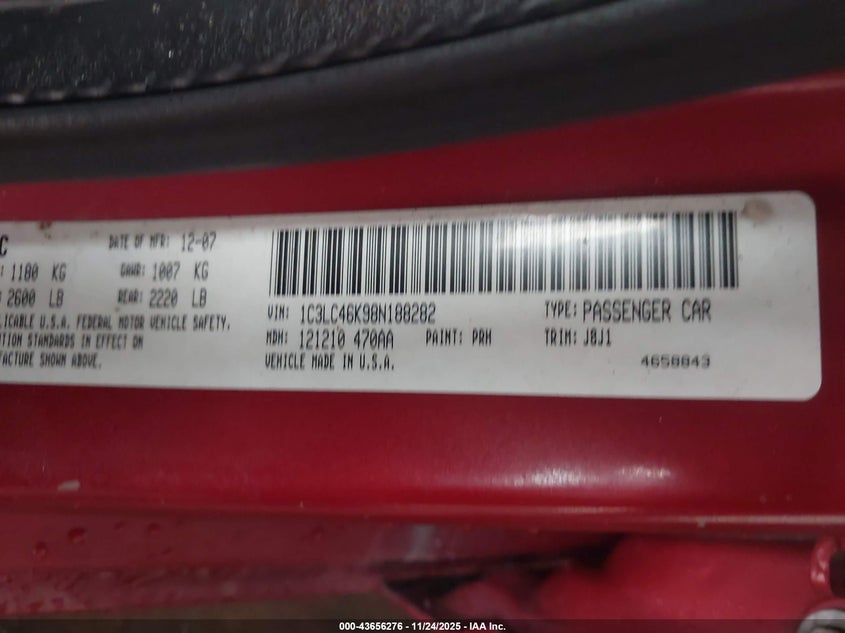 C DATE OF MFR: 12-07
: 1180 KG GAWR: 1007 KG
: 2600 LB REAR: 2220 LB
LICABLE U.S.A. FEDERAL MOTOR VEHICLE SAFETY,
TION STANDARDS IN EFFECT ON
FACTURE SHOWN ABOVE.
VIN: 1C3LC46K98N188282 TYPE: PASSENGER CAR
MDH: 121210 470AA PAINT: PRH TRIM: J8J1
VEHICLE MADE IN U.S.A. 4658843
000-43656276 - 11/24/2025 - IAA Inc.